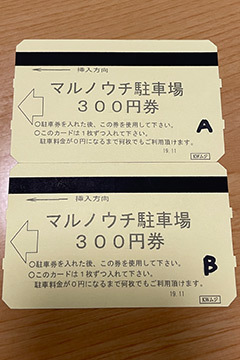 挿入方向
マルノウチ駐車場
300円券
○駐車券を入れた後、この券を使用して下さい。
○このカードは1枚ずつ入れて下さい。
駐車料金が0円になるまで何枚でもご利用頂けます。
19.11
A
挿入方向
マルノウチ駐車場
300円券
○駐車券を入れた後、この券を使用して下さい。
○このカードは1枚ずつ入れて下さい。
駐車料金が0円になるまで何枚でもご利用頂けます。
19.11
B